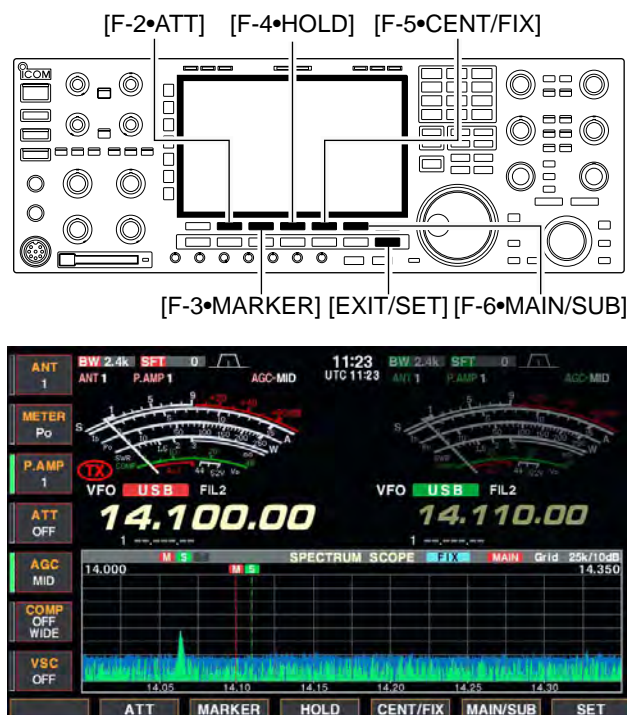 [F-2•ATT] [F-4•HOLD] [F-5•CENT/FIX]
ICOM
[F-3•MARKER] [EXIT/SET] [F-6•MAIN/SUB]
ANT
1
METER
Po
P.AMP
1
ATT
OFF
AGC
MID
COMP
OFF
WIDE
VSC
OFF
BW 2.4k SFT 0 11:23 BW 2.4k SFT 0
ANT 1 P.AMP 1 AGC-MID UTC 11:23 ANT 1 P.AMP 1 AGC-MID
TX
VFO USB FIL2 VFO USB FIL2
14.100.00 14.110.00
1 --.---.-- 1 --.---.--
M S SPECTRUM SCOPE FIX MAIN Grid 25k/10dB
14.000 M S 14.350
14.05 14.10 14.15 14.20 14.25 14.30
ATT MARKER HOLD CENT/FIX MAIN/SUB SET